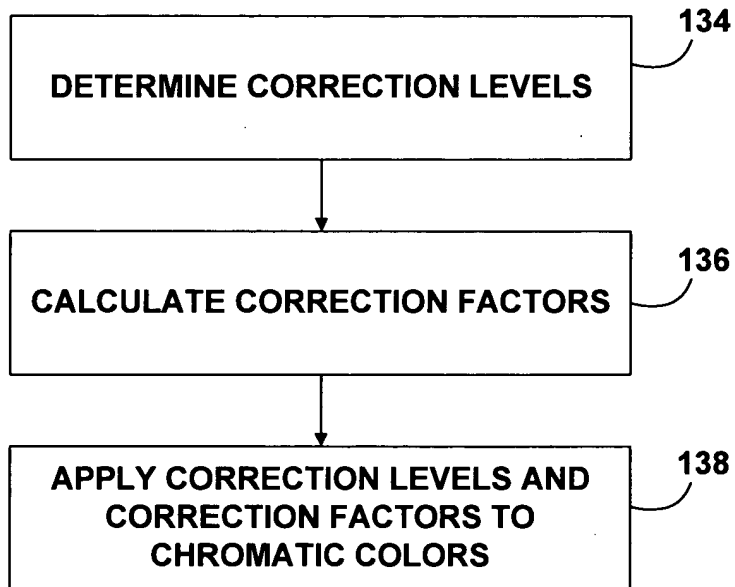 134
DETERMINE CORRECTION LEVELS
136
CALCULATE CORRECTION FACTORS
138
APPLY CORRECTION LEVELS AND
CORRECTION FACTORS TO
CHROMATIC COLORS